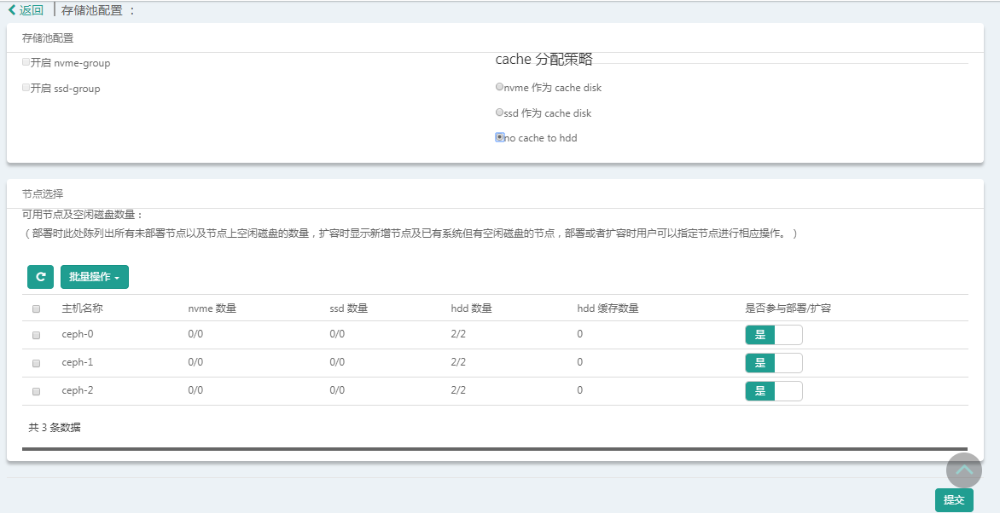 返回 存储池配置 ：
存储池配置
开启 nvme-group
开启 ssd-group
cache 分配策略
nvme 作为 cache disk
ssd 作为 cache disk
no cache to hdd
节点选择
可用节点及空闲磁盘数量：
（部署时此处陈列出所有未部署节点以及节点上空闲磁盘的数量，扩容时显示新增节点及已有系统但有空闲磁盘的节点，部署或者扩容时用户可以指定节点进行相应操作。）
批量操作
主机名称 nvme 数量 ssd 数量 hdd 数量 hdd 缓存数量 是否参与部署/扩容
ceph-0 0/0 0/0 2/2 0 是
ceph-1 0/0 0/0 2/2 0 是
ceph-2 0/0 0/0 2/2 0 是
共 3 条数据
提交